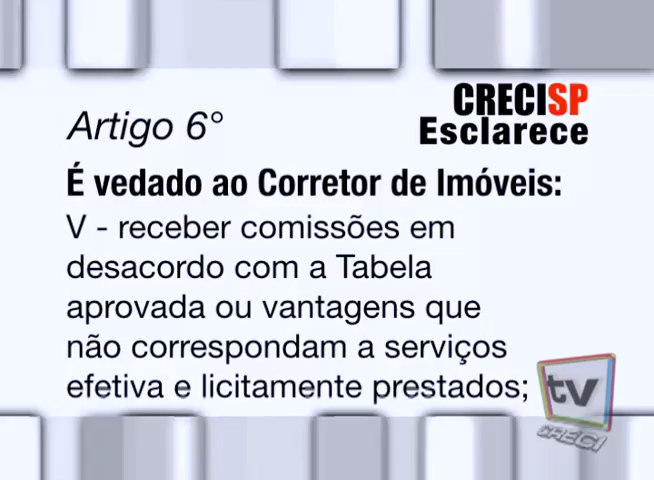 CRECISP
Esclarece
Artigo 6°
É vedado ao Corretor de Imóveis:
V - receber comissões em
desacordo com a Tabela
aprovada ou vantagens que
não correspondam a serviços
efetiva e licitamente prestados;
tv
CRECI